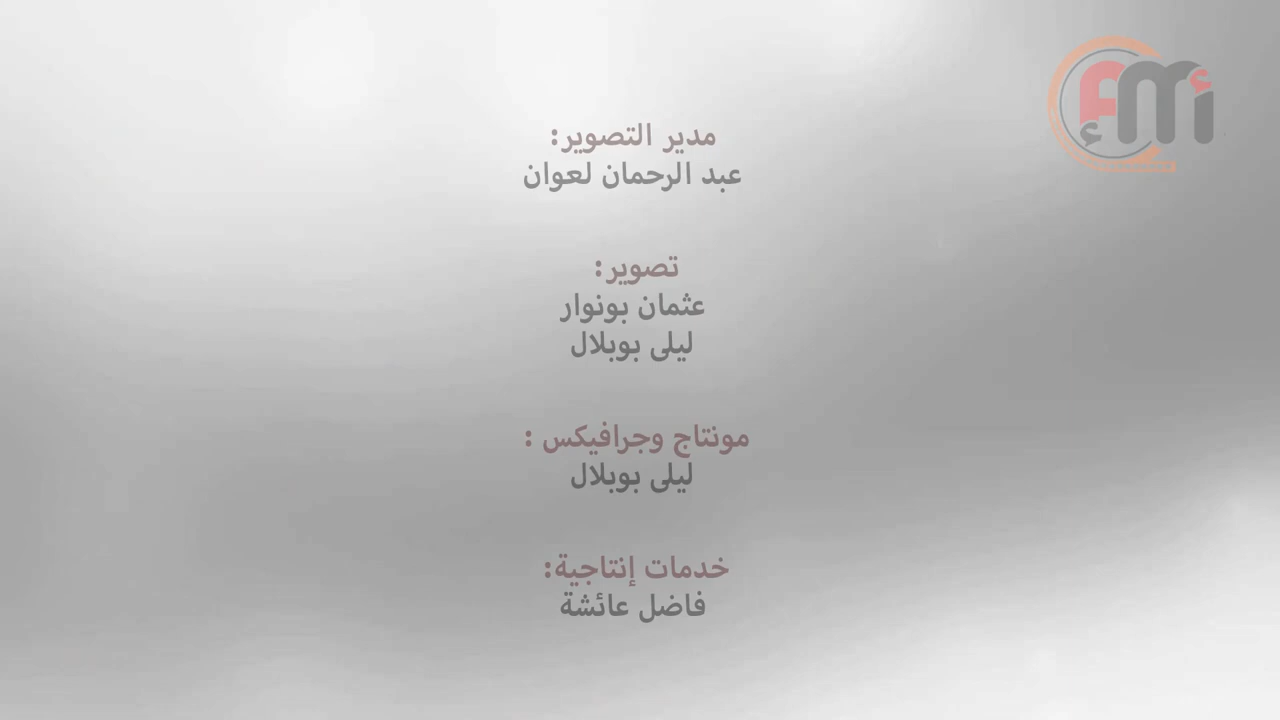 مدير التصوير:
عبد الرحمان لعوان
تصوير:
عثمان بونوار
ليلى بوبلال
مونتاج وجرافيكس :
ليلى بوبلال
خدمات إنتاجية:
فاضل عائشة